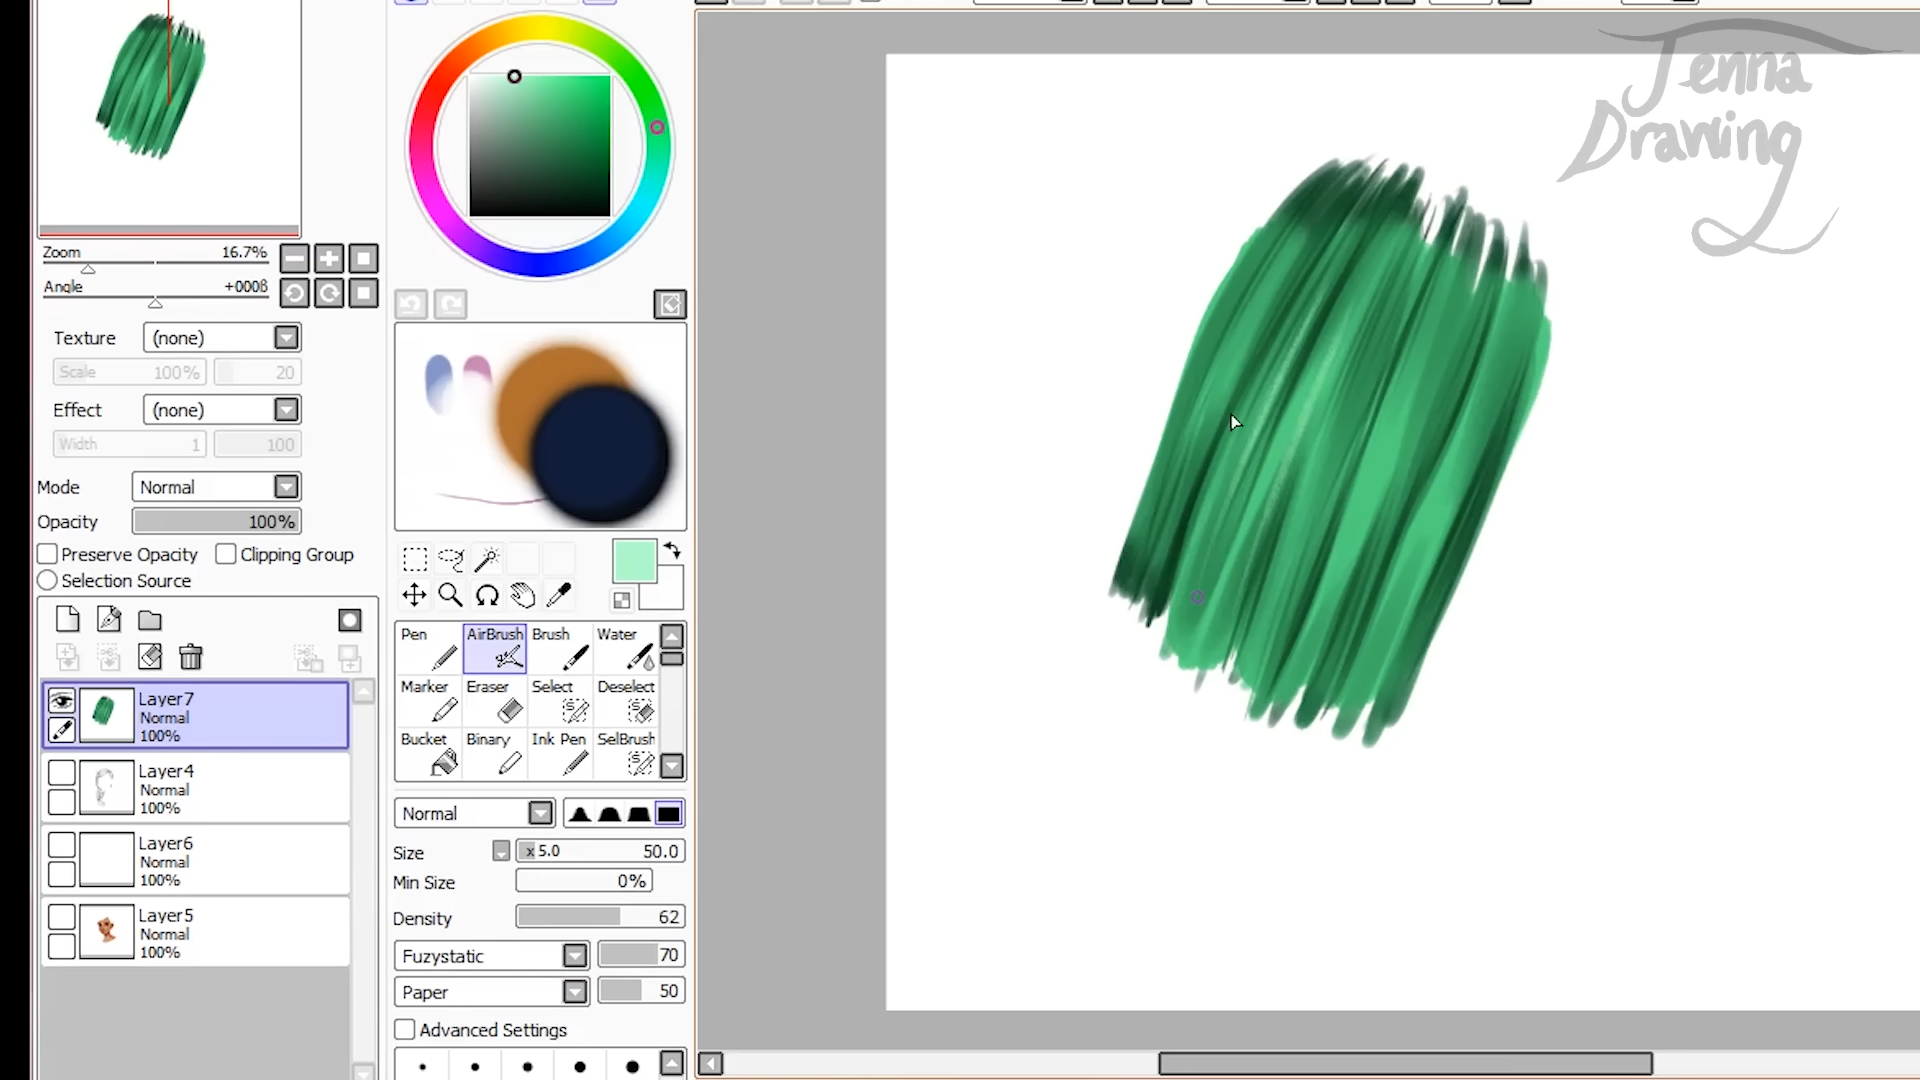 Jenna
Drawing
Zoom 16.7%
Angle +0008
Texture (none)
Scale 100% 20
Effect (none)
Width 1 100
Mode Normal
Opacity 100%
Preserve Opacity Clipping Group
Selection Source
Layer7
Normal
100%
Layer4
Normal
100%
Layer6
Normal
100%
Layer5
Normal
100%
Pen AirBrush Brush Water
Marker Eraser Select Deselect
Bucket Binary Ink Pen SelBrush
Normal
Size x 5.0 50.0
Min Size 0%
Density 62
Fuzystatic 70
Paper 50
Advanced Settings